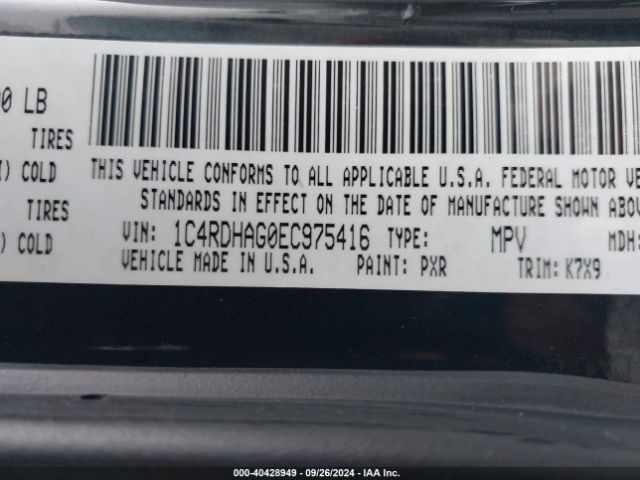 00 LB
TIRES
) COLD
TIRES
) COLD
THIS VEHICLE CONFORMS TO ALL APPLICABLE U.S.A. FEDERAL MOTOR VE
STANDARDS IN EFFECT ON THE DATE OF MANUFACTURE SHOWN ABOV
VIN: 1C4RDHAG0EC975416 TYPE: MPV MDH:
VEHICLE MADE IN U.S.A. PAINT: PXR TRIM: K7X9
000-40428949 - 09/26/2024 - IAA Inc.